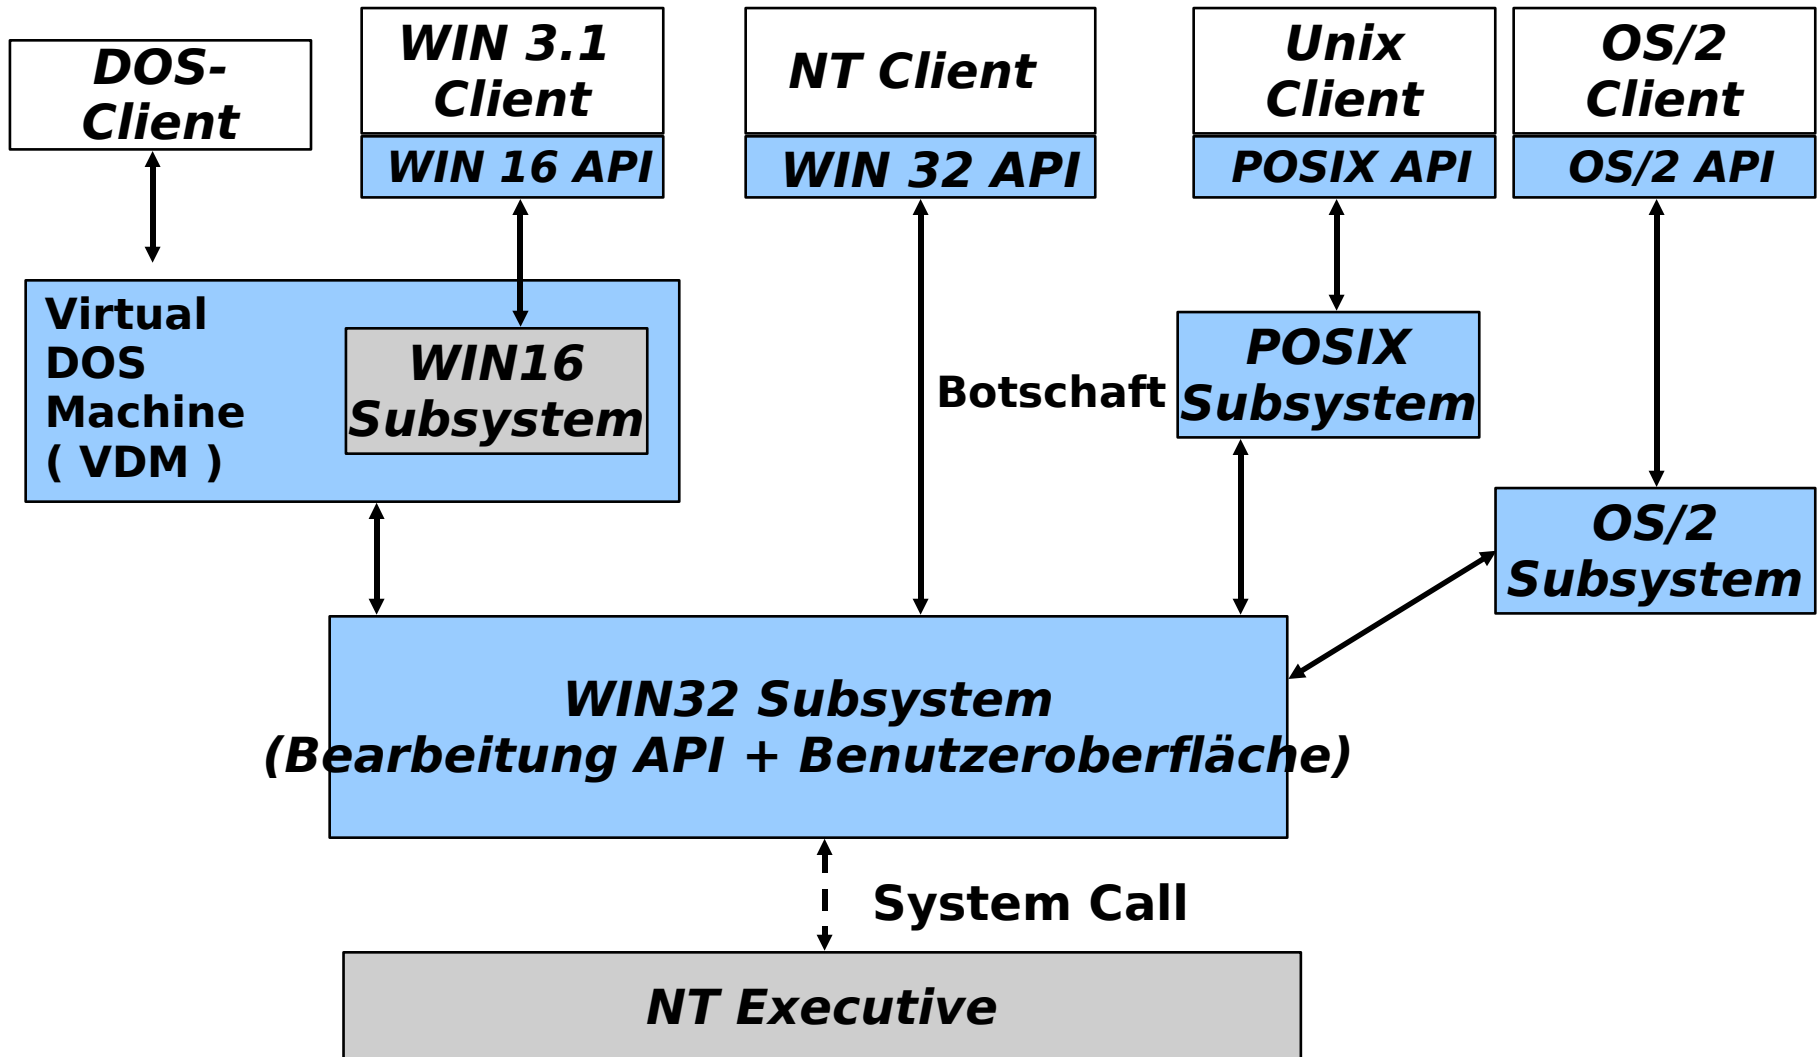 DOS-
Client
WIN 3.1
Client
WIN 16 API
NT Client
WIN 32 API
Unix
Client
POSIX API
OS/2
Client
OS/2 API
Virtual
DOS
Machine
( VDM )
WIN16
Subsystem
Botschaft
POSIX
Subsystem
OS/2
Subsystem
WIN32 Subsystem
(Bearbeitung API + Benutzeroberfläche)
System Call
NT Executive